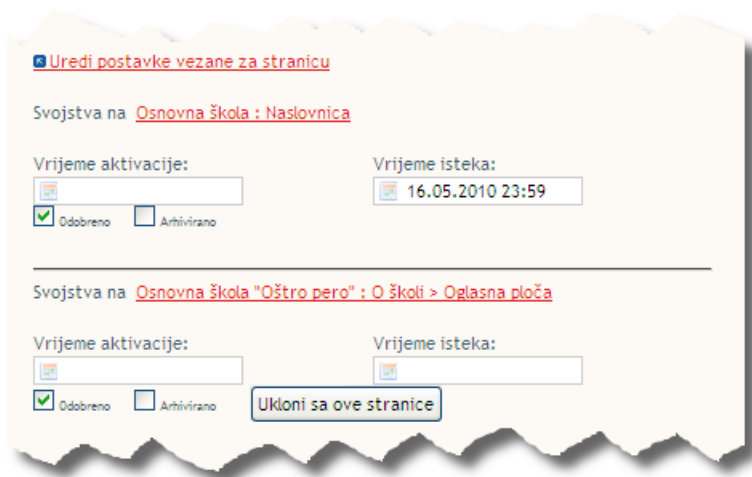 Uredi postavke vezane za stranicu
Svojstva na Osnovna škola : Naslovnica
Vrijeme aktivacije: Vrijeme isteka:
16.05.2010 23:59
Odobreno Arhivirano
Svojstva na Osnovna škola "Oštro pero" : O školi > Oglasna ploča
Vrijeme aktivacije: Vrijeme isteka:
Odobreno Arhivirano Ukloni sa ove stranice